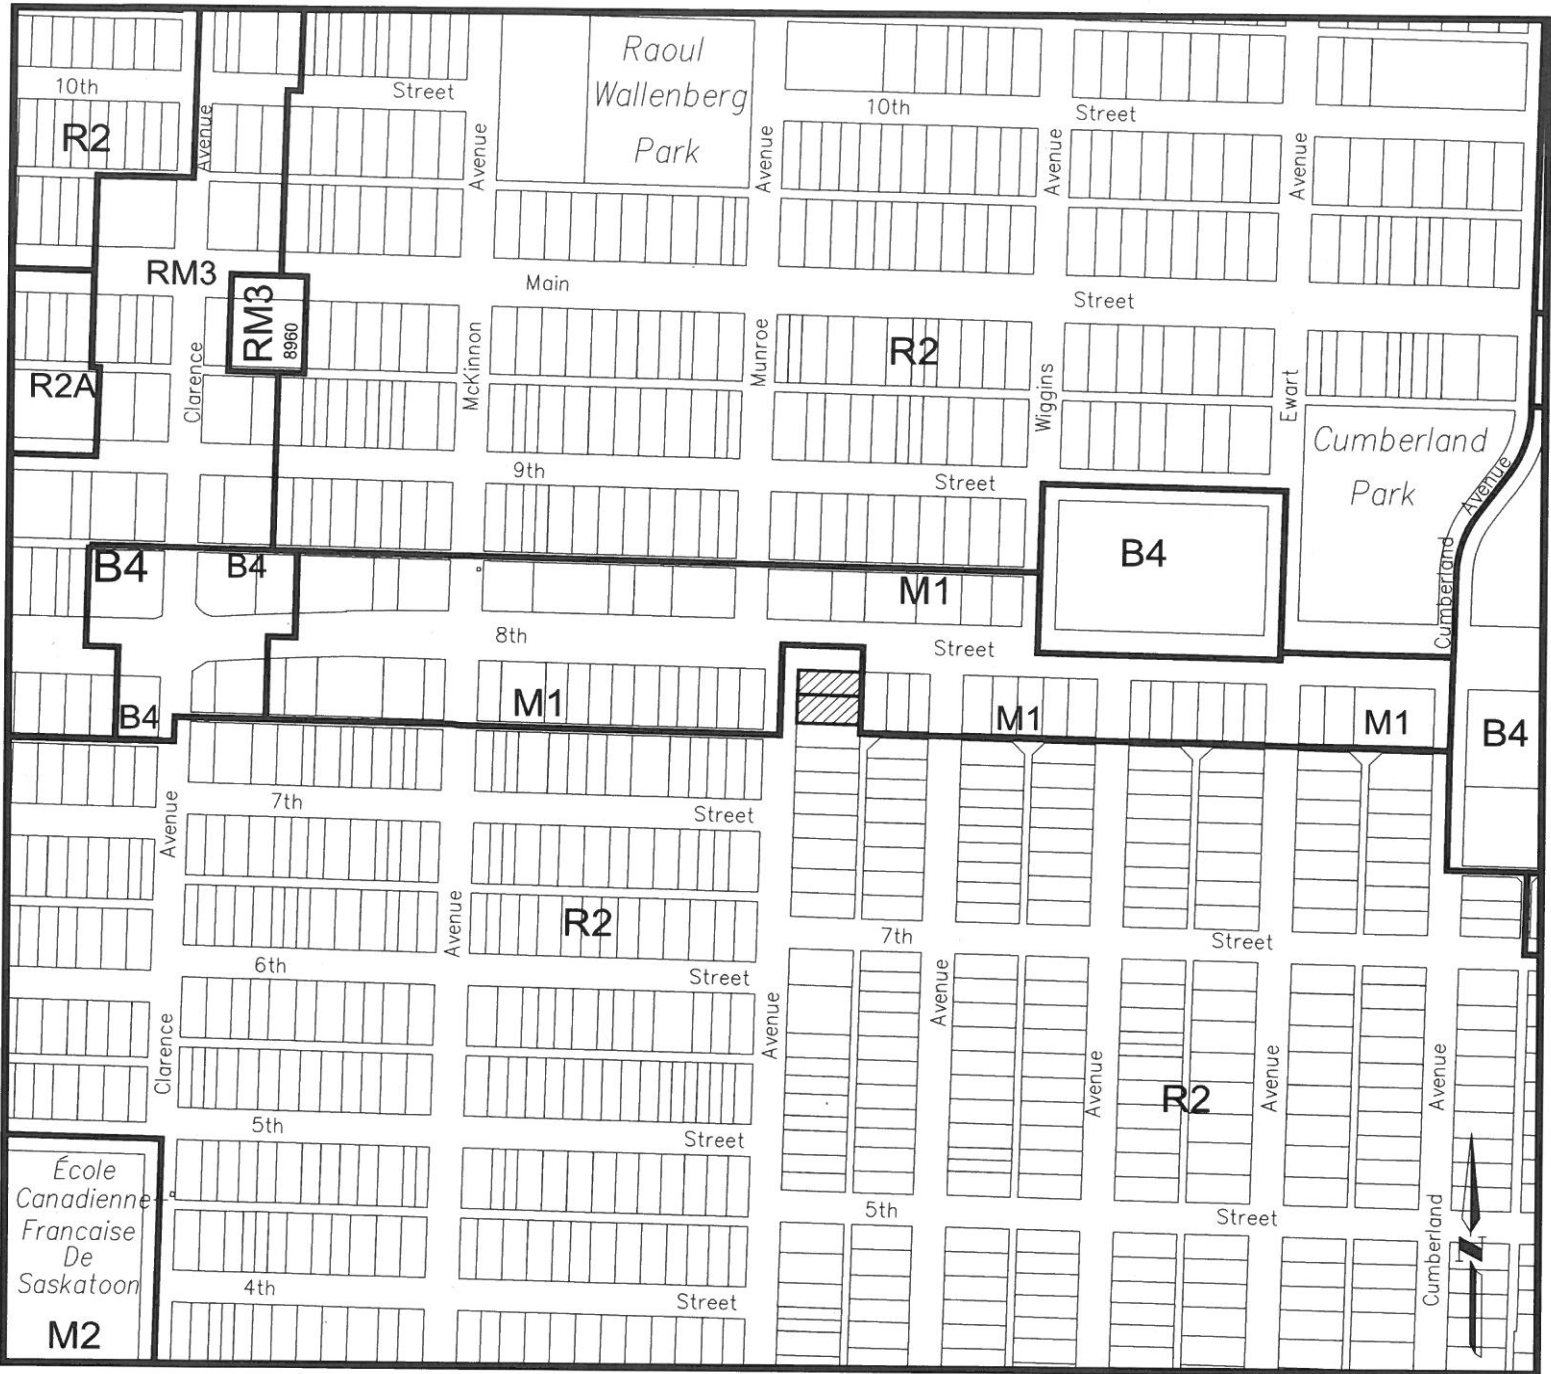 Raoul
Wallenberg
Park
10th
Street
10th
Street
R2
Avenue
Avenue
Avenue
Avenue
Avenue
RM3
RM3
8960
Main
Street
R2A
Clarence
McKinnon
Munroe
R2
Wiggins
Ewart
Cumberland
Park
Avenue
Cumberland
9th
Street
B4
B4
B4
M1
8th
Street
B4
M1
M1
M1
B4
7th
Street
Avenue
R2
Avenue
7th
Street
6th
Street
Avenue
Avenue
Clarence
Avenue
Avenue
Avenue
R2
5th
Street
École
Canadienne
Francaise
De
Saskatoon
M2
5th
Street
Cumberland
N
4th
Street